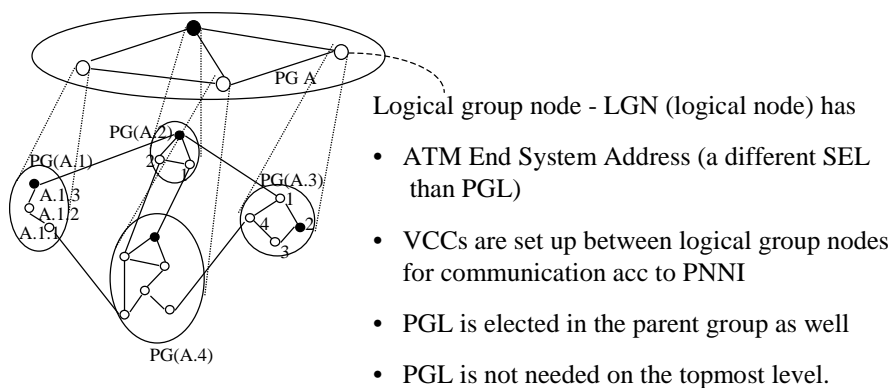 PG A
Logical group node - LGN (logical node) has
PG(A.2)
PG(A.1)
2
1
PG(A.3)
• ATM End System Address (a different SEL
than PGL)
A.1.3
A.1.2
A.1.1
1
4
2
3
• VCCs are set up between logical group nodes
for communication acc to PNNI
• PGL is elected in the parent group as well
PG(A.4)
• PGL is not needed on the topmost level.